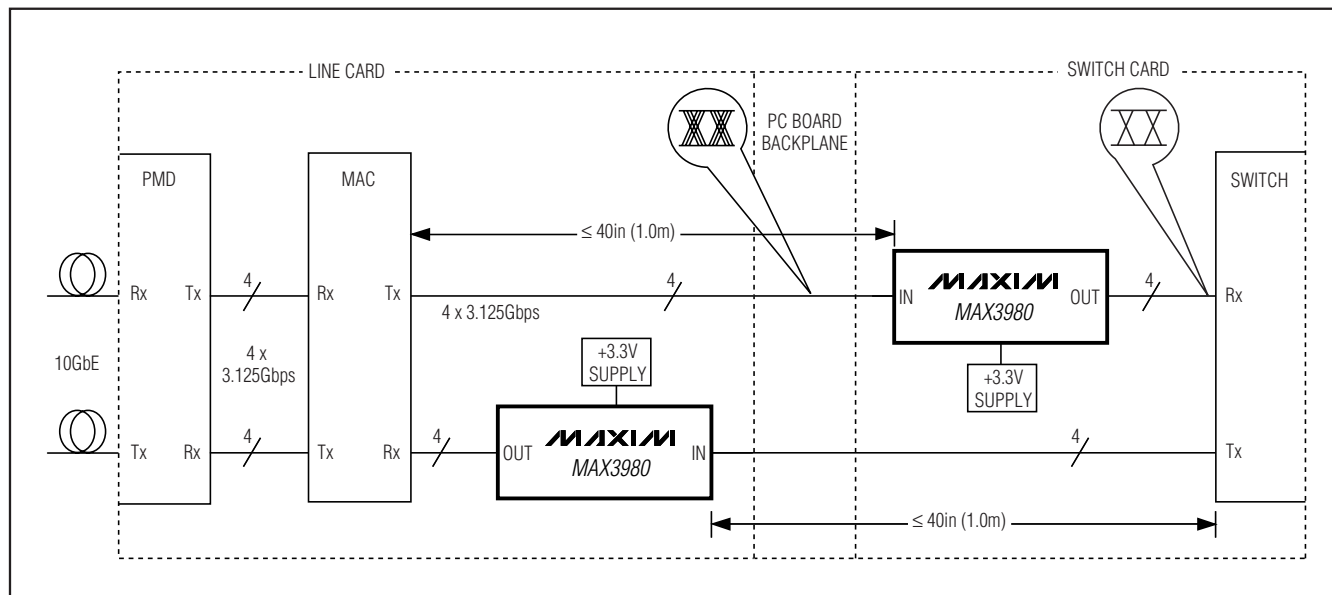 LINE CARD
SWITCH CARD
PC BOARD
BACKPLANE
PMD
MAC
SWITCH
≤ 40in (1.0m)
MAXIM
MAX3980
IN
OUT
4
Rx
Tx
4
Rx
Tx
4
4 x 3.125Gbps
Rx
10GbE
4 x
3.125Gbps
+3.3V
SUPPLY
+3.3V
SUPPLY
Tx
Rx
4
Tx
Rx
4
OUT
MAXIM
MAX3980
IN
4
Tx
≤ 40in (1.0m)